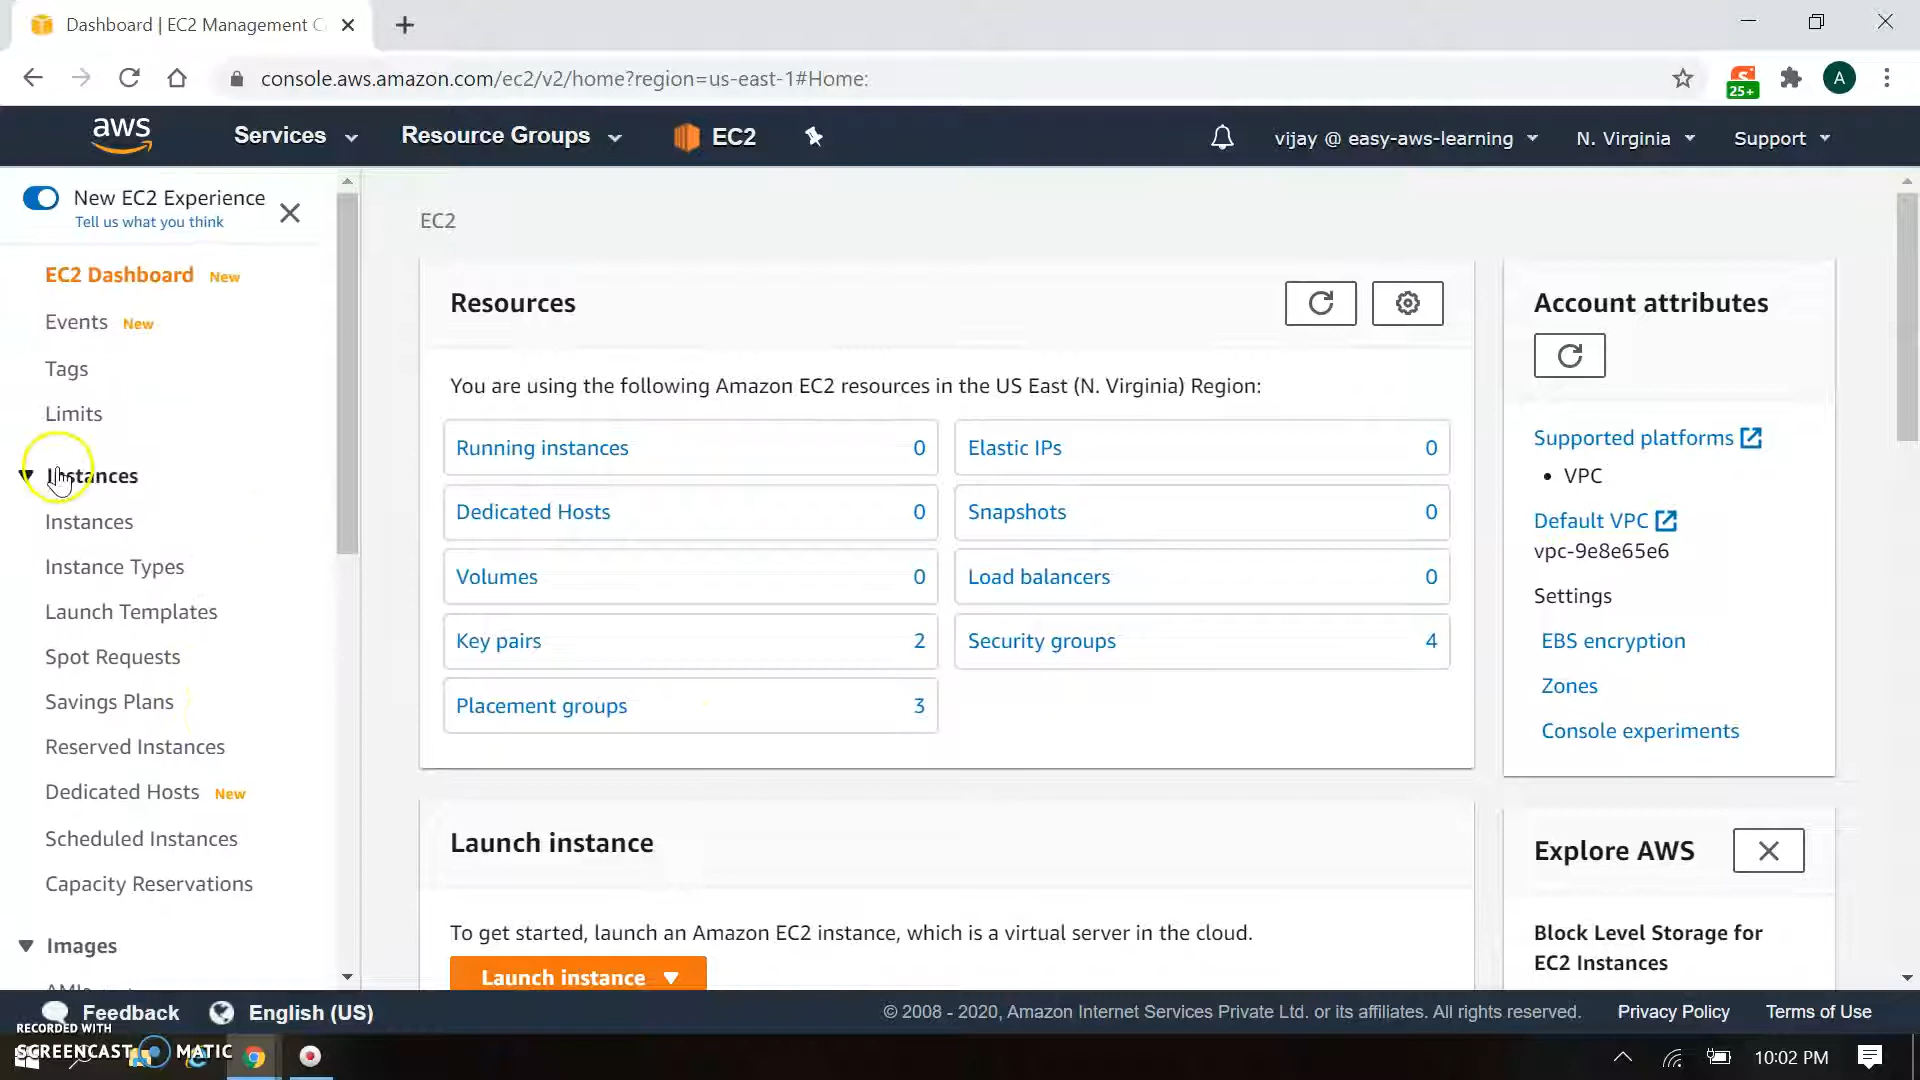 Dashboard | EC2 Management C
console.aws.amazon.com/ec2/v2/home?region=us-east-1#Home:
25+
A
aws
Services
Resource Groups
EC2
vijay @ easy-aws-learning
N. Virginia
Support
New EC2 Experience
Tell us what you think
EC2 Dashboard New
Events New
Tags
Limits
Instances
Instances
Instance Types
Launch Templates
Spot Requests
Savings Plans
Reserved Instances
Dedicated Hosts New
Scheduled Instances
Capacity Reservations
Images
AMIs
EC2
Resources
You are using the following Amazon EC2 resources in the US East (N. Virginia) Region:
Running instances 0
Elastic IPs 0
Dedicated Hosts 0
Snapshots 0
Volumes 0
Load balancers 0
Key pairs 2
Security groups 4
Placement groups 3
Launch instance
To get started, launch an Amazon EC2 instance, which is a virtual server in the cloud.
Launch instance
Account attributes
Supported platforms
• VPC
Default VPC
vpc-9e8e65e6
Settings
EBS encryption
Zones
Console experiments
Explore AWS
Block Level Storage for
EC2 Instances
Feedback
English (US)
© 2008 - 2020, Amazon Internet Services Private Ltd. or its affiliates. All rights reserved.
Privacy Policy
Terms of Use
RECORDED WITH
SCREENCAST MATIC
10:02 PM